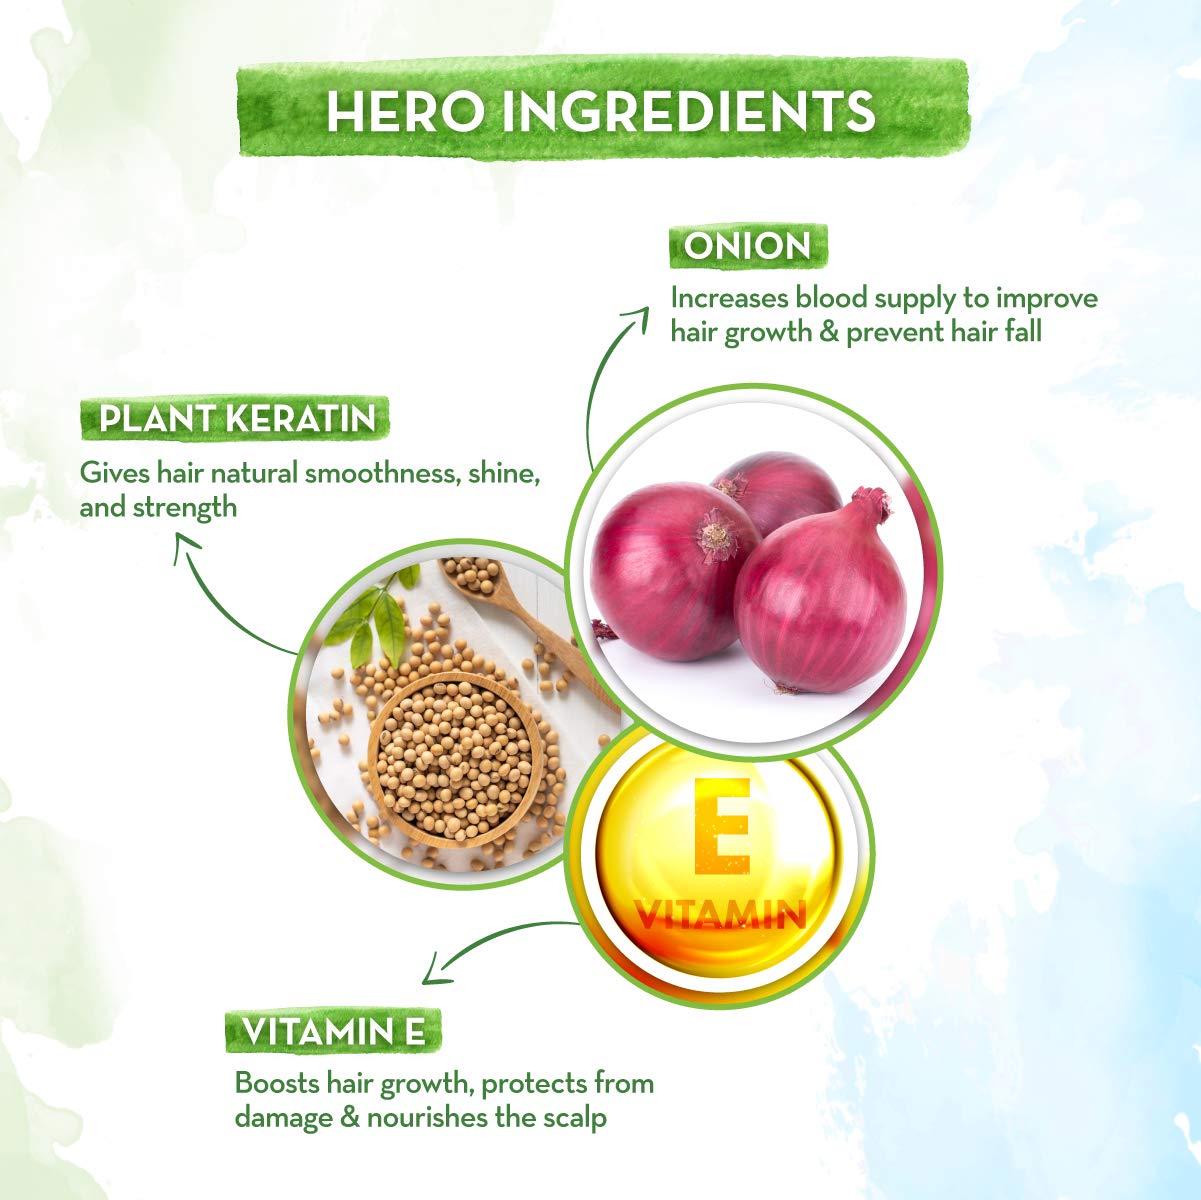 HERO INGREDIENTS
ONION
Increases blood supply to improve
hair growth & prevent hair fall
PLANT KERATIN
Gives hair natural smoothness, shine,
and strength
E
VITAMIN
VITAMIN E
Boosts hair growth, protects from
damage & nourishes the scalp